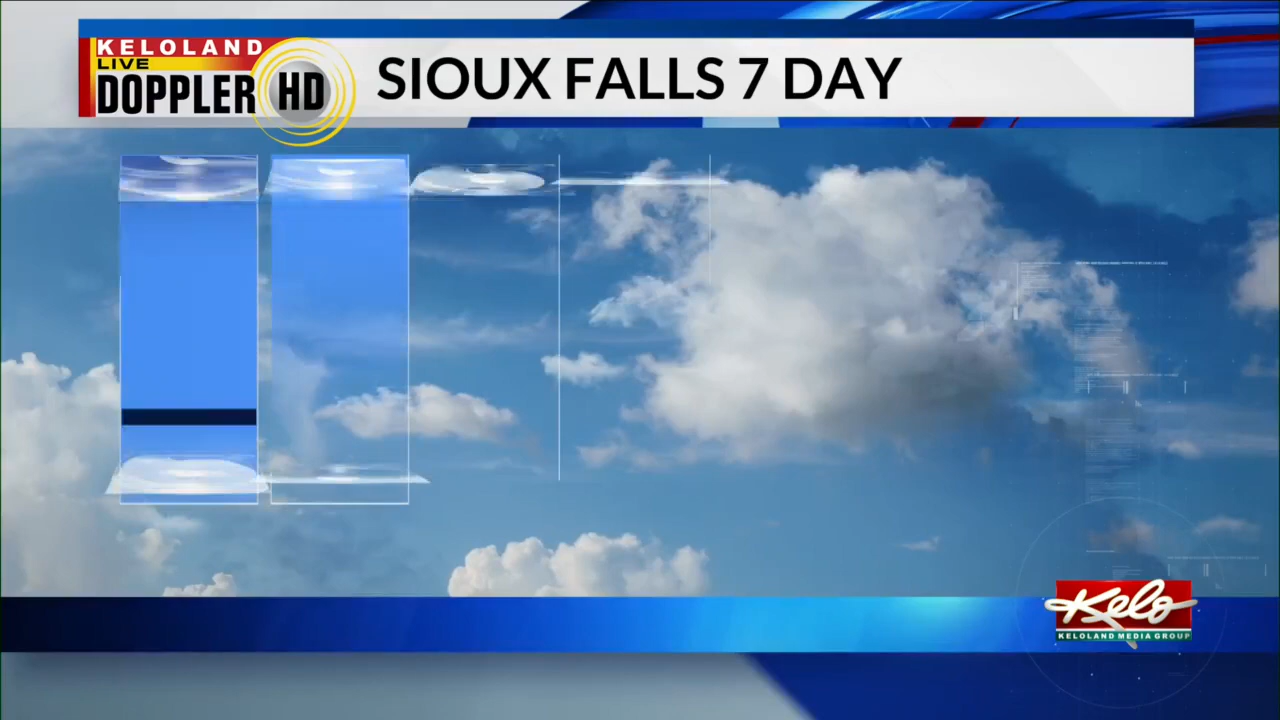 KELOLAND
LIVE
DOPPLER HD
SIOUX FALLS 7 DAY
Kelo
KELOLAND MEDIA GROUP